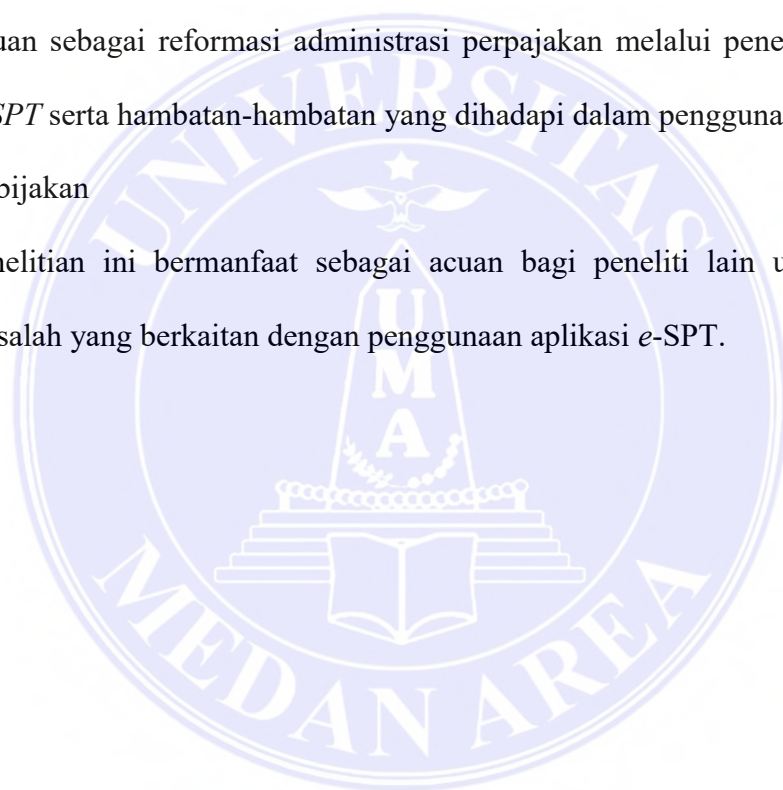 uan sebagai reformasi administrasi perpajakan melalui pene
SPT serta hambatan-hambatan yang dihadapi dalam pengguna
bijakan
nelitian ini bermanfaat sebagai acuan bagi peneliti lain u
salah yang berkaitan dengan penggunaan aplikasi e-SPT.
UNIVERSITAS
U
M
A
MEDAN AREA